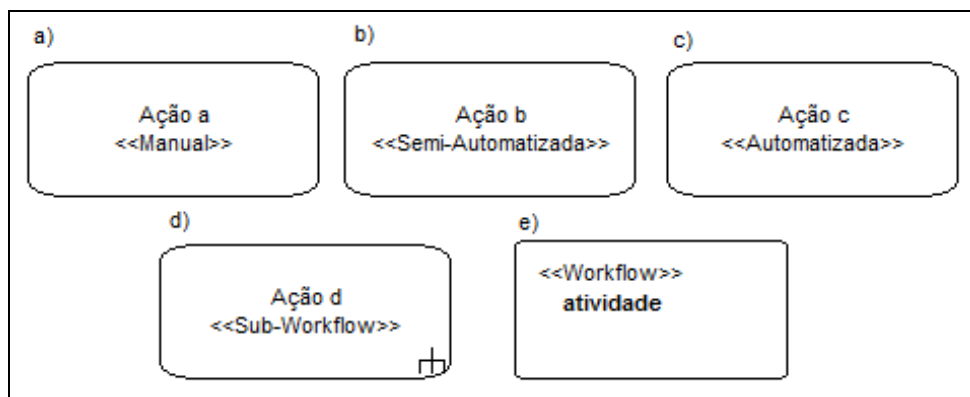 a)
Ação a
<<Manual>>
b)
Ação b
<<Semi-Automatizada>>
c)
Ação c
<<Automatizada>>
d)
Ação d
<<Sub-Workflow>>
e)
<<Workflow>>
atividade